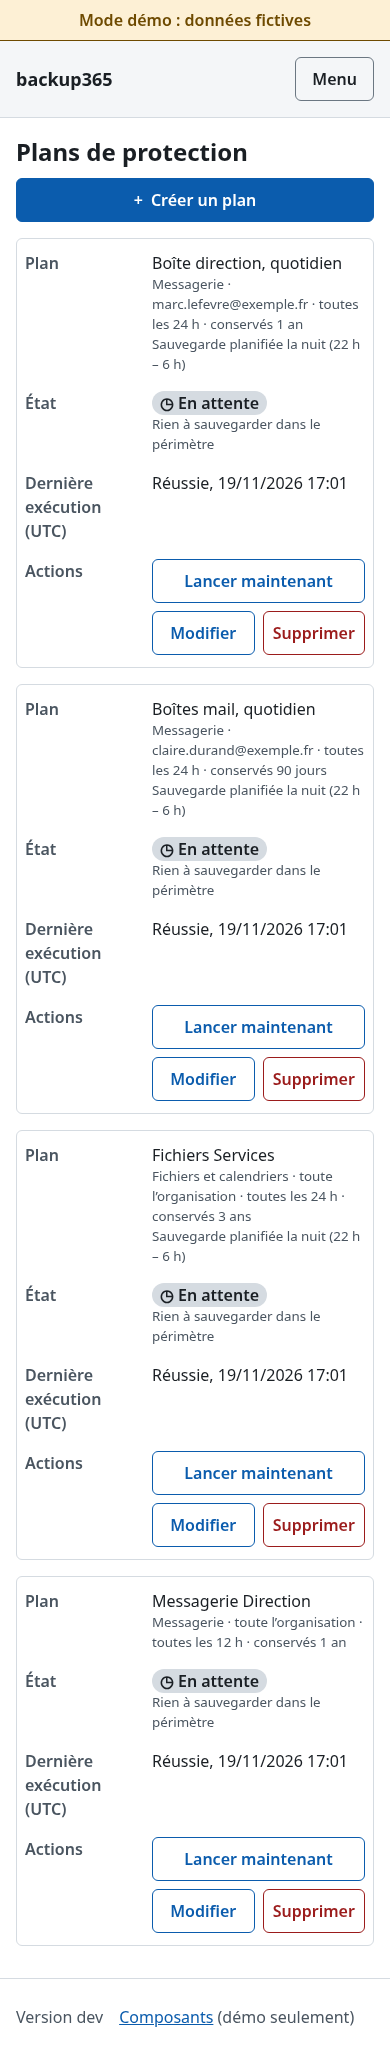 Mode démo : données fictives
backup365
Menu
Plans de protection
+ Créer un plan
Plan
Boîte direction, quotidien
Messagerie ·
marc.lefevre@exemple.fr · toutes
les 24 h · conservés 1 an
Sauvegarde planifiée la nuit (22 h
– 6 h)
État
◷ En attente
Rien à sauvegarder dans le
périmètre
Dernière
exécution
(UTC)
Réussie, 19/11/2026 17:01
Actions
Lancer maintenant
Modifier
Supprimer
Plan
Boîtes mail, quotidien
Messagerie ·
claire.durand@exemple.fr · toutes
les 24 h · conservés 90 jours
Sauvegarde planifiée la nuit (22 h
– 6 h)
État
◷ En attente
Rien à sauvegarder dans le
périmètre
Dernière
exécution
(UTC)
Réussie, 19/11/2026 17:01
Actions
Lancer maintenant
Modifier
Supprimer
Plan
Fichiers Services
Fichiers et calendriers · toute
l’organisation · toutes les 24 h ·
conservés 3 ans
Sauvegarde planifiée la nuit (22 h
– 6 h)
État
◷ En attente
Rien à sauvegarder dans le
périmètre
Dernière
exécution
(UTC)
Réussie, 19/11/2026 17:01
Actions
Lancer maintenant
Modifier
Supprimer
Plan
Messagerie Direction
Messagerie · toute l’organisation ·
toutes les 12 h · conservés 1 an
État
◷ En attente
Rien à sauvegarder dans le
périmètre
Dernière
exécution
(UTC)
Réussie, 19/11/2026 17:01
Actions
Lancer maintenant
Modifier
Supprimer
Version dev Composants (démo seulement)